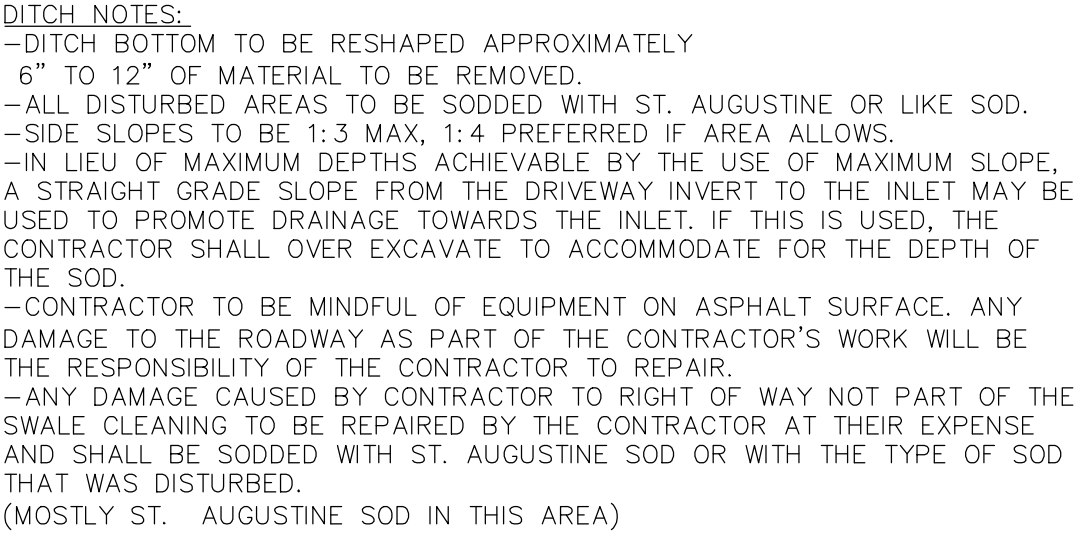 DITCH NOTES:
-DITCH BOTTOM TO BE RESHAPED APPROXIMATELY
6" TO 12" OF MATERIAL TO BE REMOVED.
-ALL DISTURBED AREAS TO BE SODDED WITH ST. AUGUSTINE OR LIKE SOD.
-SIDE SLOPES TO BE 1:3 MAX, 1:4 PREFERRED IF AREA ALLOWS.
-IN LIEU OF MAXIMUM DEPTHS ACHIEVABLE BY THE USE OF MAXIMUM SLOPE,
A STRAIGHT GRADE SLOPE FROM THE DRIVEWAY INVERT TO THE INLET MAY BE
USED TO PROMOTE DRAINAGE TOWARDS THE INLET. IF THIS IS USED, THE
CONTRACTOR SHALL OVER EXCAVATE TO ACCOMMODATE FOR THE DEPTH OF
THE SOD.
-CONTRACTOR TO BE MINDFUL OF EQUIPMENT ON ASPHALT SURFACE. ANY
DAMAGE TO THE ROADWAY AS PART OF THE CONTRACTOR'S WORK WILL BE
THE RESPONSIBILITY OF THE CONTRACTOR TO REPAIR.
-ANY DAMAGE CAUSED BY CONTRACTOR TO RIGHT OF WAY NOT PART OF THE
SWALE CLEANING TO BE REPAIRED BY THE CONTRACTOR AT THEIR EXPENSE
AND SHALL BE SODDED WITH ST. AUGUSTINE SOD OR WITH THE TYPE OF SOD
THAT WAS DISTURBED.
(MOSTLY ST. AUGUSTINE SOD IN THIS AREA)